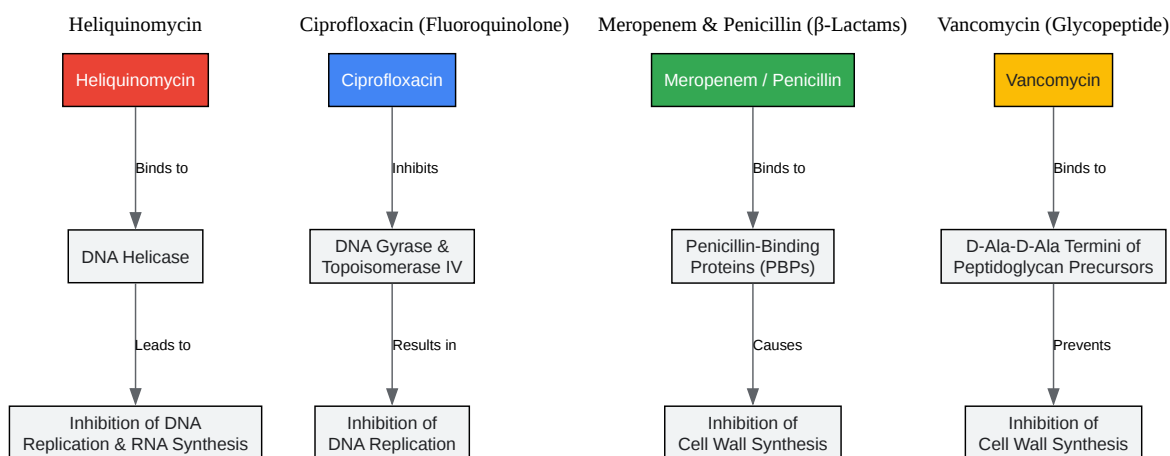 Heliquinomycin
Ciprofloxacin (Fluoroquinolone)
Meropenem & Penicillin (β-Lactams)
Vancomycin (Glycopeptide)
Heliquinomycin
Ciprofloxacin
Meropenem / Penicillin
Vancomycin
Binds to
Inhibits
Binds to
Binds to
DNA Helicase
DNA Gyrase &
Topoisomerase IV
Penicillin-Binding
Proteins (PBPs)
D-Ala-D-Ala Termini of
Peptidoglycan Precursors
Leads to
Results in
Causes
Prevents
Inhibition of DNA
Replication & RNA Synthesis
Inhibition of
DNA Replication
Inhibition of
Cell Wall Synthesis
Inhibition of
Cell Wall Synthesis